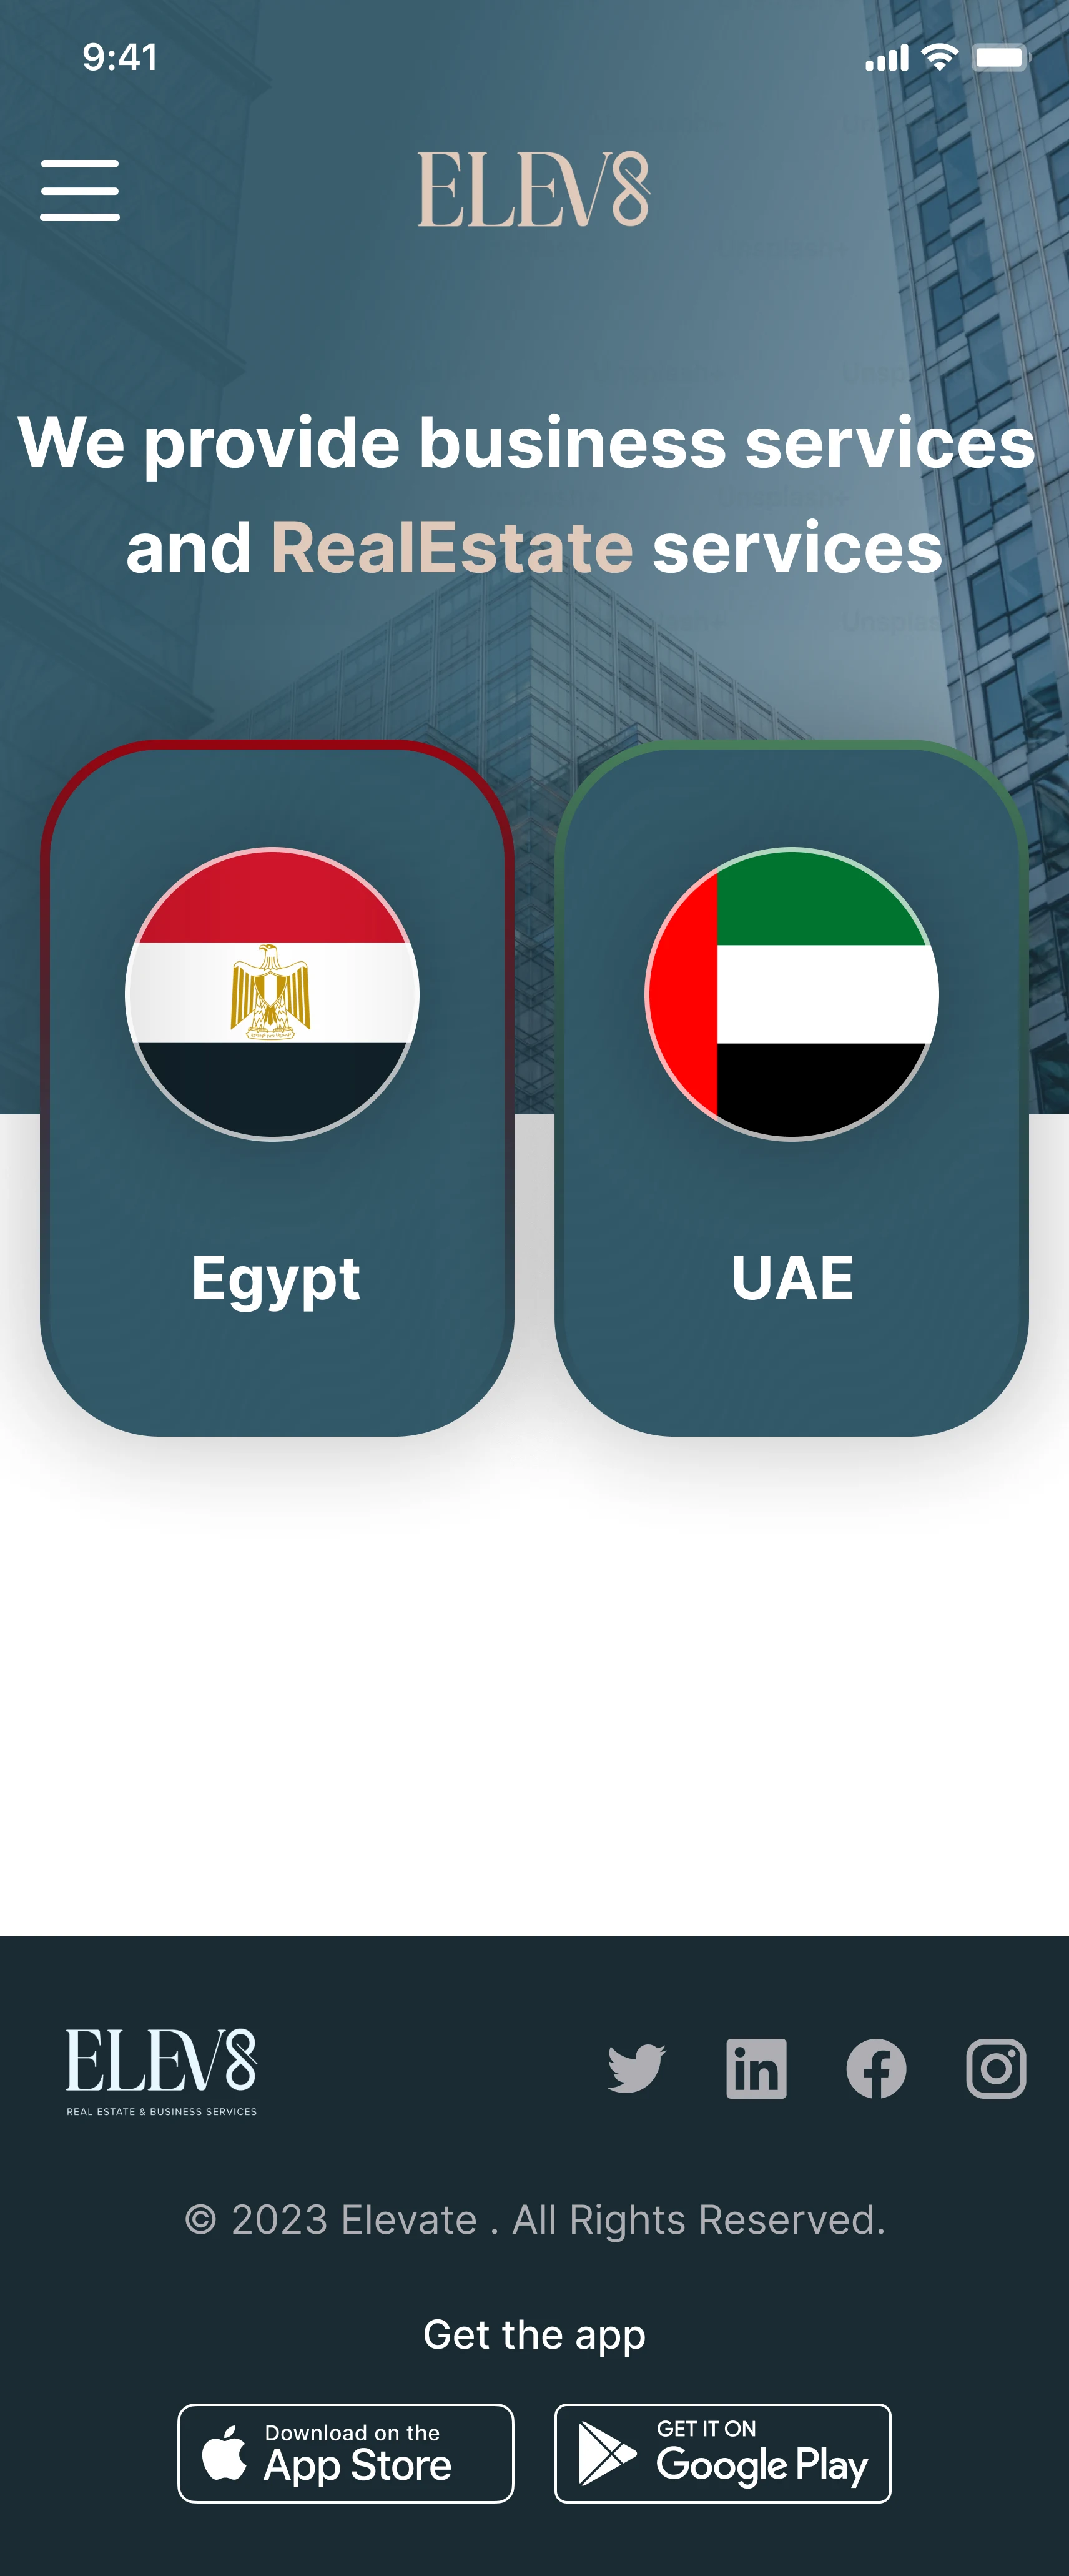 9:41
ELEV8
We provide business services
and RealEstate services
Egypt
UAE
ELEV8
REAL ESTATE & BUSINESS SERVICES
© 2023 Elevate . All Rights Reserved.
Get the app
Download on the
App Store
GET IT ON
Google Play